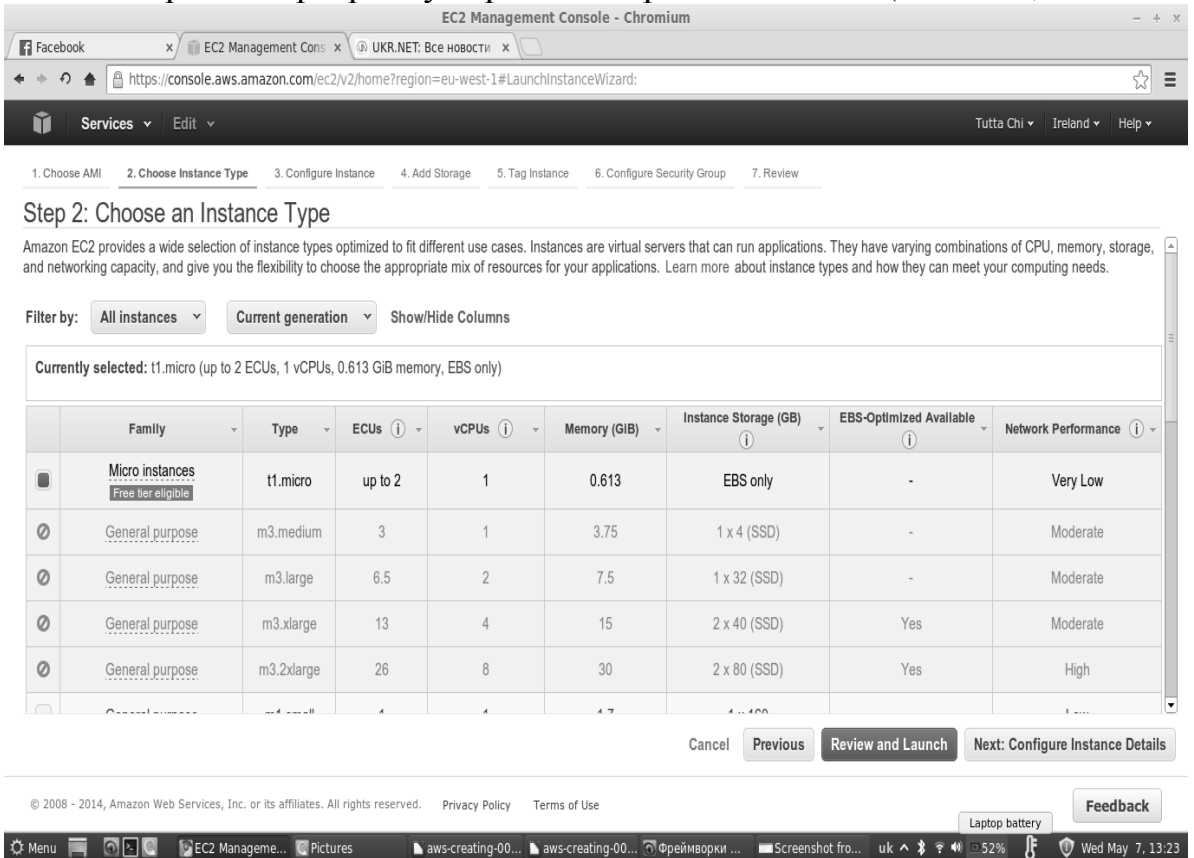 EC2 Management Console - Chromium
Facebook x EC2 Management Cons x UKR.NET: Все новости x
https://console.aws.amazon.com/ec2/v2/home?region=eu-west-1#LaunchInstanceWizard:
Services Edit Tutta Chi Ireland Help
1. Choose AMI 2. Choose Instance Type 3. Configure Instance 4. Add Storage 5. Tag Instance 6. Configure Security Group 7. Review
Step 2: Choose an Instance Type
Amazon EC2 provides a wide selection of instance types optimized to fit different use cases. Instances are virtual servers that can run applications. They have varying combinations of CPU, memory, storage,
and networking capacity, and give you the flexibility to choose the appropriate mix of resources for your applications. Learn more about instance types and how they can meet your computing needs.
Filter by: All instances Current generation Show/Hide Columns
Currently selected: t1.micro (up to 2 ECUs, 1 vCPUs, 0.613 GiB memory, EBS only)
Family Type ECUs i vCPUs i Memory (GiB) Instance Storage (GB) i EBS-Optimized Available i Network Performance i
Micro instances t1.micro up to 2 1 0.613 EBS only - Very Low
Free tier eligible
General purpose m3.medium 3 1 3.75 1 x 4 (SSD) - Moderate
General purpose m3.large 6.5 2 7.5 1 x 32 (SSD) - Moderate
General purpose m3.xlarge 13 4 15 2 x 40 (SSD) Yes Moderate
General purpose m3.2xlarge 26 8 30 2 x 80 (SSD) Yes High
Cancel Previous Review and Launch Next: Configure Instance Details
© 2008 - 2014, Amazon Web Services, Inc. or its affiliates. All rights reserved. Privacy Policy Terms of Use Feedback
Laptop battery
Menu EC2 Manageme... Pictures aws-creating-00... aws-creating-00... Фреймворки ... Screenshot fro... uk 52% Wed May 7, 13:23